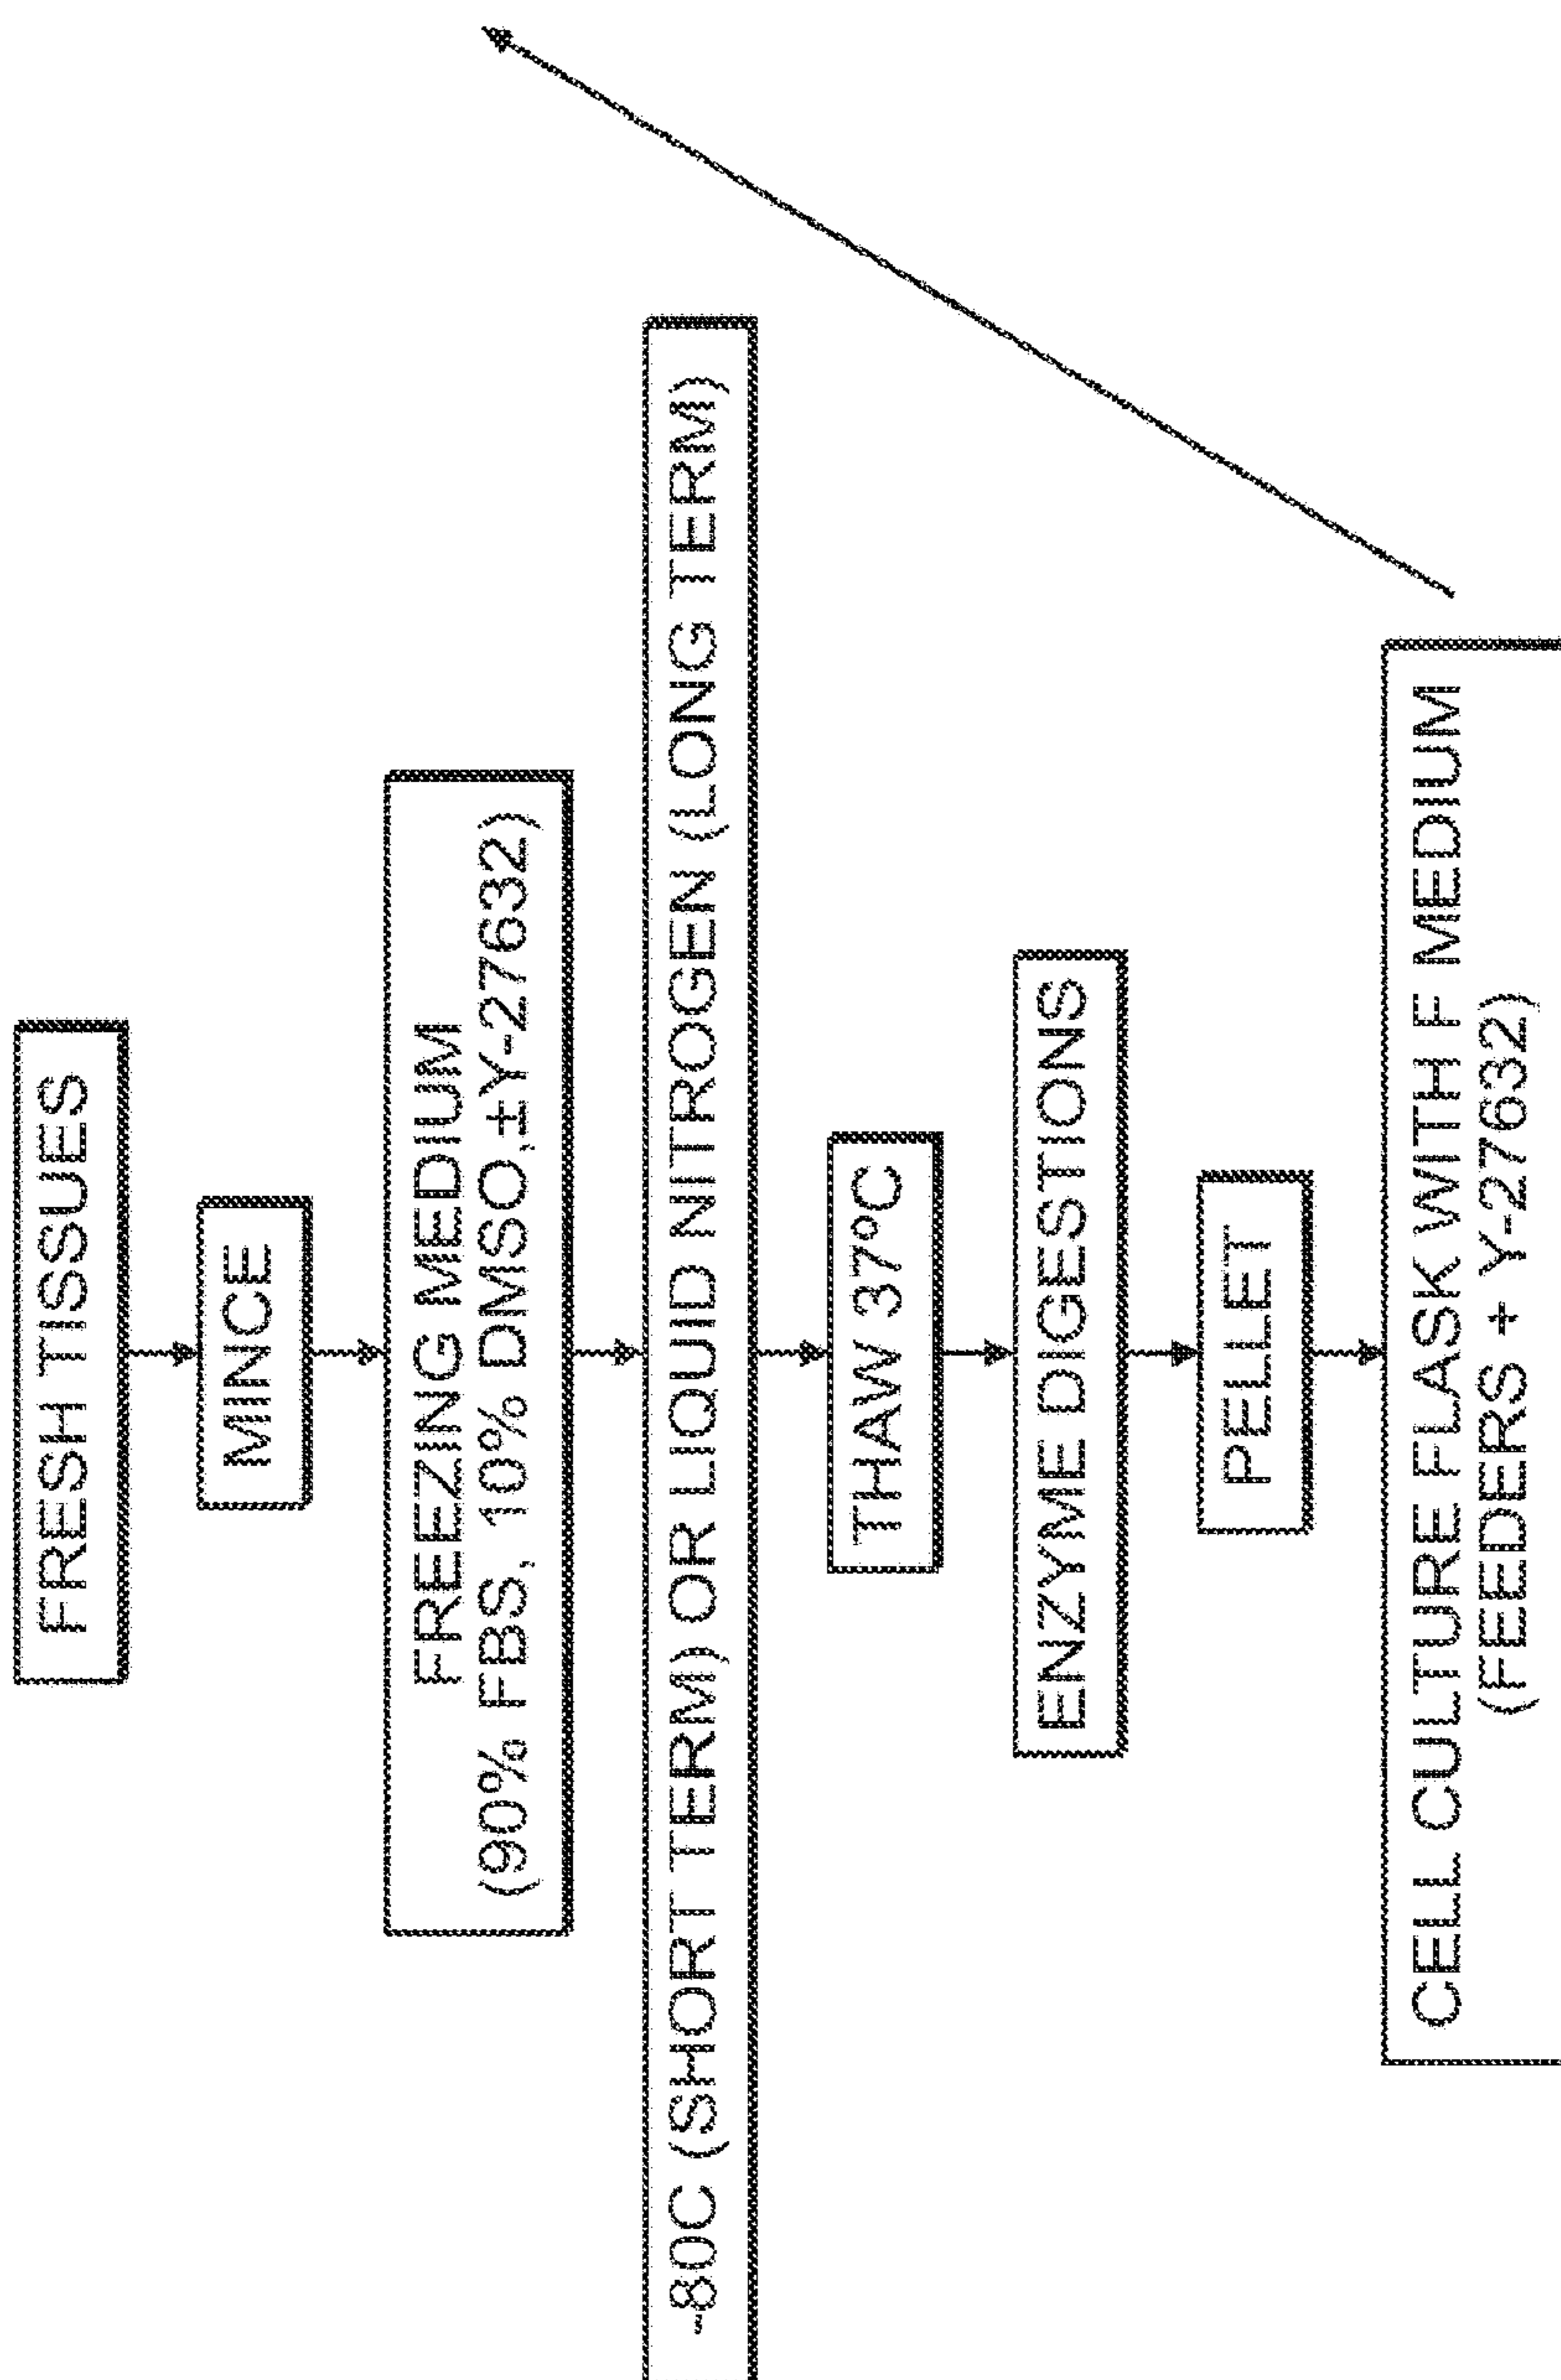 FRESH TISSUES
MINCE
FREEZING MEDIUM
(90% FBS, 10% DMSO,±Y-27632)
-80C (SHORT TERM) OR LIQUID NITROGEN (LONG TERM)
THAW 37ºC
ENZYME DIGESTIONS
PELLET
CELL CULTURE FLASK WITH F MEDIUM
(FEEDERS + Y-27632)